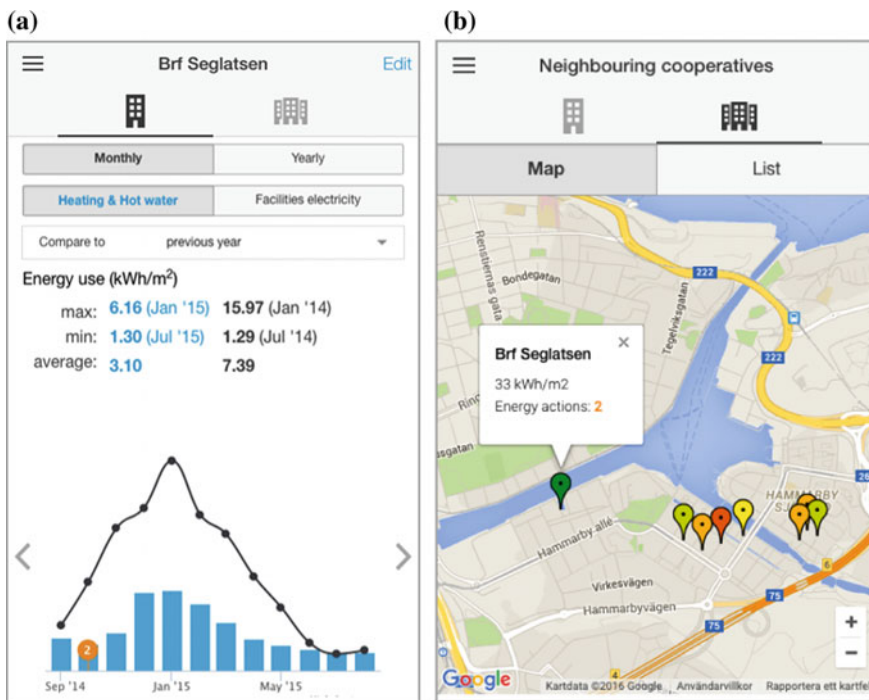 (a)
Brf Seglatsen Edit
Monthly Yearly
Heating & Hot water Facilities electricity
Compare to previous year
Energy use (kWh/m²)
max: 6.16 (Jan '15) 15.97 (Jan '14)
min: 1.30 (Jul '15) 1.29 (Jul '14)
average: 3.10 7.39
2
Sep '14 Jan '15 May '15
(b)
Neighbouring cooperatives
Map List
Renstiernas gata
Bondegatan
222
Tegelviksgatan
222
Brf Seglatsen ×
33 kWh/m2
Energy actions: 2
Hammarby allé
HAMMARBY
Virkesvägen
6
75
Hammarbyvägen
75
4
+
−
Google Kartdata ©2016 Google Användarvillkor Rapportera ett kartfel